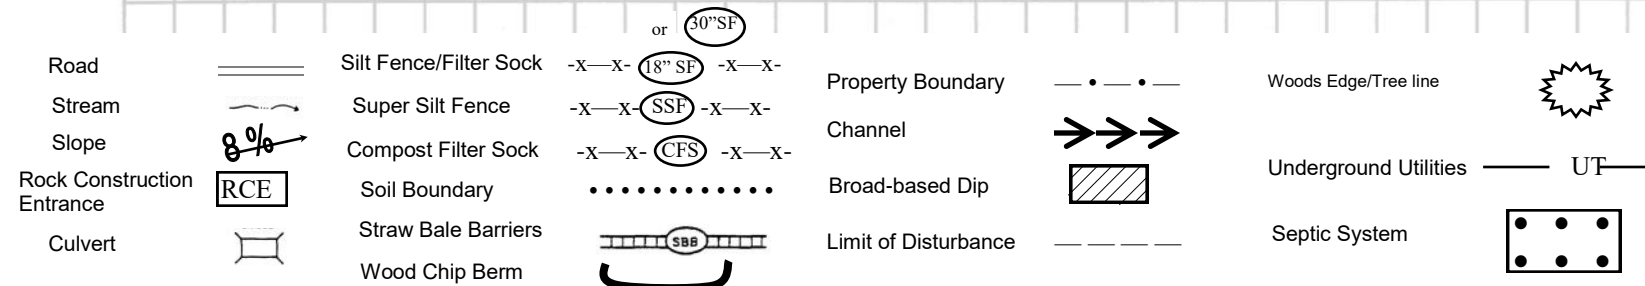 or 30”SF
Road
Silt Fence/Filter Sock -x—x- 18” SF -x—x-
Property Boundary
Woods Edge/Tree line
Stream
Super Silt Fence -x—x- SSF -x—x-
Slope 8%
Channel
Compost Filter Sock -x—x- CFS -x—x-
Underground Utilities UT
Rock Construction
Entrance RCE
Soil Boundary
Broad-based Dip
Culvert
Straw Bale Barriers SBB
Limit of Disturbance
Septic System
Wood Chip Berm